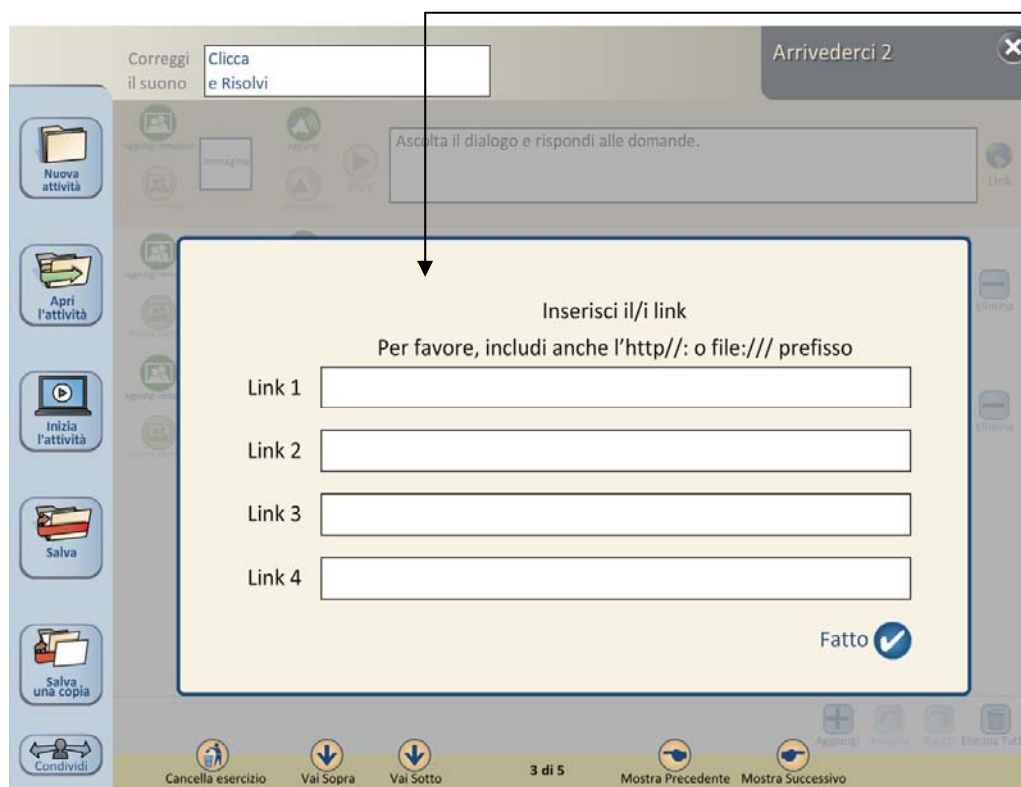 Correggi
il suono
Clicca
e Risolvi
Arrivederci 2
Nuova
attività
Apri
l'attività
Inizia
l'attività
Salva
Salva
una copia
Condividi
Aggiungi
Immagine
Ascolta il dialogo e rispondi alle domande.
Link
Elimina
Elimina
Inserisci il/i link
Per favore, includi anche l'http//: o file:/// prefisso
Link 1
Link 2
Link 3
Link 4
Fatto
Aggiungi
Elimina Tutt
Cancella esercizio
Vai Sopra
Vai Sotto
3 di 5
Mostra Precedente
Mostra Successivo